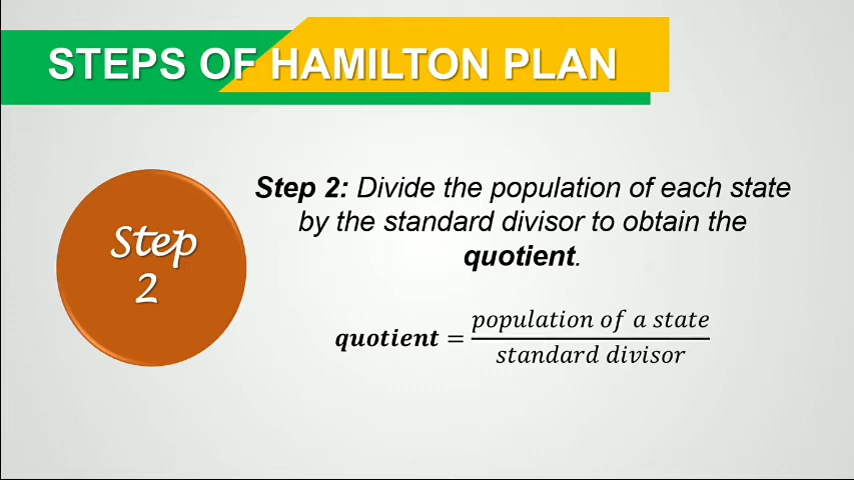 STEPS OF HAMILTON PLAN
Step
2
Step 2: Divide the population of each state
by the standard divisor to obtain the
quotient.
quotient = population of a state
standard divisor